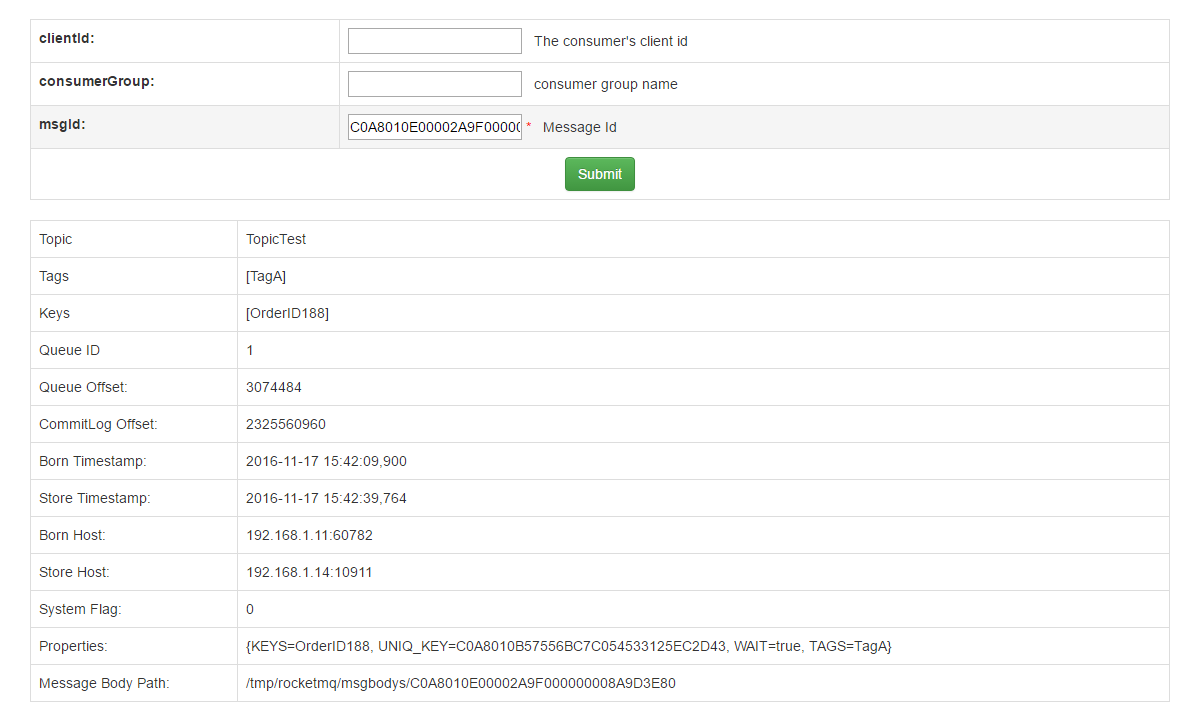 clientId: The consumer's client id
consumerGroup: consumer group name
msgId: C0A8010E00002A9F0000 * Message Id
Submit
Topic TopicTest
Tags [TagA]
Keys [OrderID188]
Queue ID 1
Queue Offset: 3074484
CommitLog Offset: 2325560960
Born Timestamp: 2016-11-17 15:42:09,900
Store Timestamp: 2016-11-17 15:42:39,764
Born Host: 192.168.1.11:60782
Store Host: 192.168.1.14:10911
System Flag: 0
Properties: {KEYS=OrderID188, UNIQ_KEY=C0A8010B57556BC7C054533125EC2D43, WAIT=true, TAGS=TagA}
Message Body Path: /tmp/rocketmq/msgbodys/C0A8010E00002A9F000000008A9D3E80